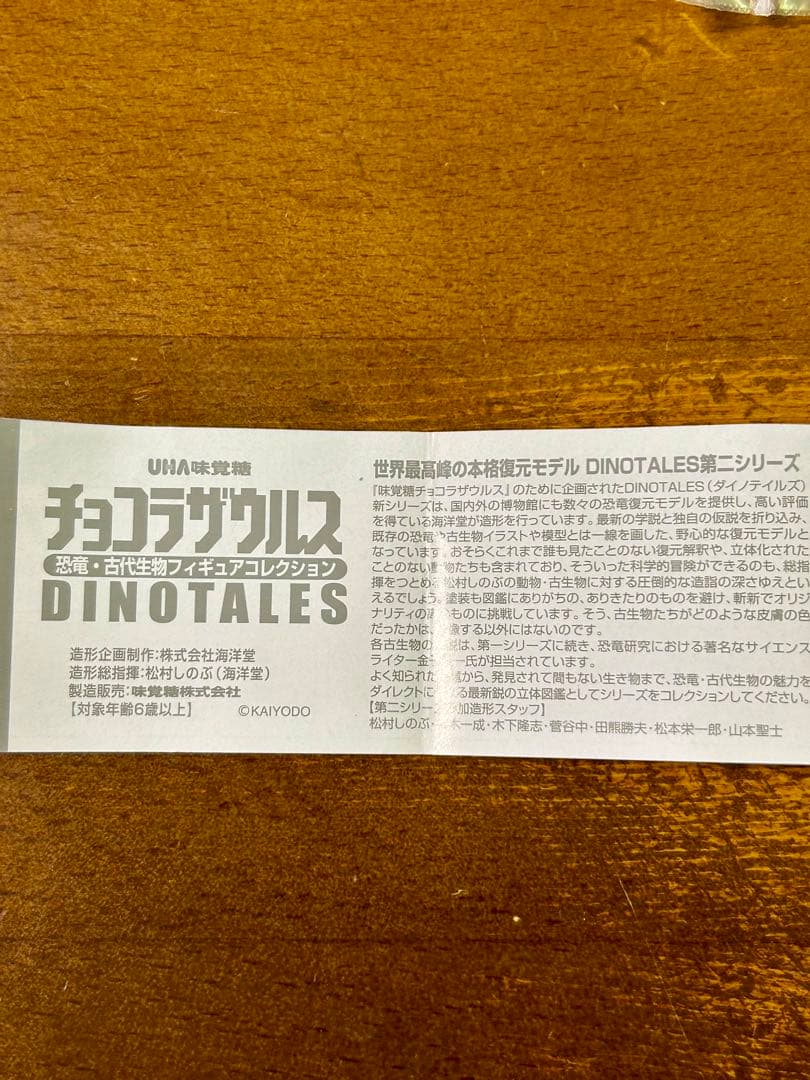 UHA味覚糖
チョコラザウルス
恐竜・古代生物フィギュアコレクション
DINOTALES
造形企画制作:株式会社海洋堂
造形総指揮:松村しのぶ(海洋堂)
製造販売:味覚糖株式会社
【対象年齢6歳以上】 ©KAIYODO
世界最高峰の本格復元モデル DINOTALES第二シリーズ
『味覚糖チョコラザウルス』のために企画されたDINOTALES(ダイノテイルズ)
新シリーズは、国内外の博物館にも数々の恐竜復元モデルを提供し、高い評価
を得ている海洋堂が造形を行っています。最新の学説と独自の仮説を折り込み、
既存の恐竜や古生物イラストや模型とは一線を画した、野心的な復元モデルと
なっています。おそらくこれまで誰も見たことのない復元解釈や、立体化された
ことのない動物たちも含まれており、そういった科学的冒険ができるのも、総指
揮をつとめる松村しのぶの動物・古生物に対する圧倒的な造詣の深さゆえとい
えるでしょう。塗装も図鑑にありがちの、ありきたりのものを避け、斬新でオリジ
ナリティの高いものに挑戦しています。そう、古生物たちがどのような皮膚の色
だったかは、想像する以外にはないのです。
各古生物の解説は、第一シリーズに続き、恐竜研究における著名なサイエンス
ライター金 一氏が担当されています。
よく知られた から、発見されて間もない生き物まで、恐竜・古代生物の魅力を
ダイレクトに る最新鋭の立体図鑑としてシリーズをコレクションしてください。
【第二シリーズ参加造形スタッフ】
松村しのぶ・ 木一成・木下隆志・菅谷中・田熊勝夫・松本栄一郎・山本聖士